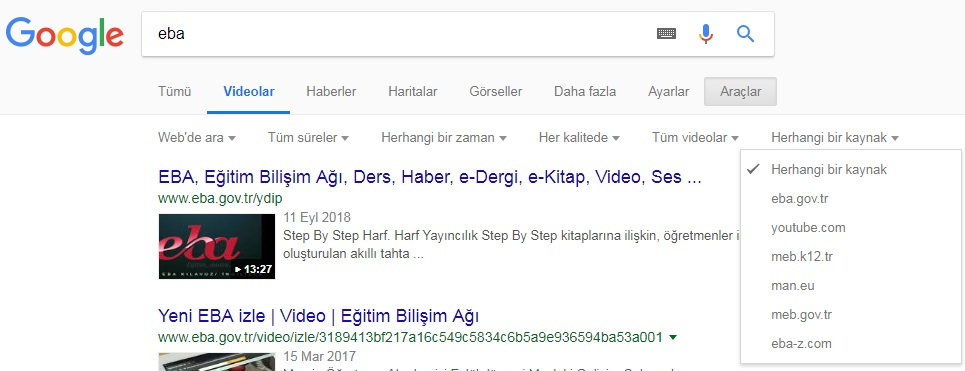 Google
eba
Tümü Videolar Haberler Haritalar Görseller Daha fazla Ayarlar Araçlar
Web'de ara Tüm süreler Herhangi bir zaman Her kalitede Tüm videolar Herhangi bir kaynak
Herhangi bir kaynak
eba.gov.tr
youtube.com
meb.k12.tr
man.eu
meb.gov.tr
eba-z.com
EBA, Eğitim Bilişim Ağı, Ders, Haber, e-Dergi, e-Kitap, Video, Ses ...
www.eba.gov.tr/ydip
eba
13:27
11 Eyl 2018
Step By Step Harf. Harf Yayıncılık Step By Step kitaplarına ilişkin, öğretmenler i
oluşturulan akıllı tahta ...
Yeni EBA izle | Video | Eğitim Bilişim Ağı
www.eba.gov.tr/video/izle/3189413bf217a16c549c5834c6b5a9e936594ba53a001
15 Mar 2017